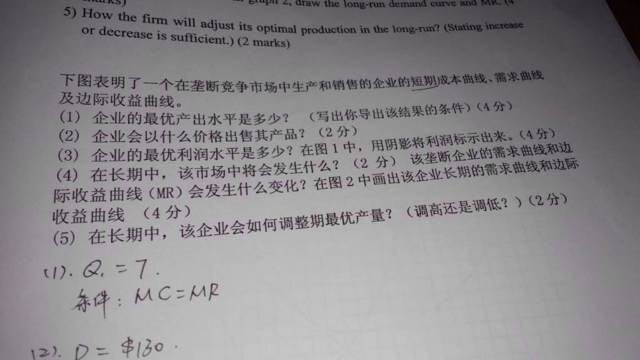 marks)
graph 2, draw the long-run demand curve and MR. (4
5) How the firm will adjust its optimal production in the long-run? (Stating increase
or decrease is sufficient.) (2 marks)
下图表明了一个在垄断竞争市场中生产和销售的企业的短期成本曲线、需求曲线
及边际收益曲线。
(1) 企业的最优产出水平是多少？ (写出你导出该结果的条件) (4 分)
(2) 企业会以什么价格出售其产品？(2 分)
(3) 企业的最优利润水平是多少？在图 1 中，用阴影将利润标示出来。(4 分)
(4) 在长期中，该市场中将会发生什么？(2 分) 该垄断企业的需求曲线和边
际收益曲线（MR）会发生什么变化？在图 2 中画出该企业长期的需求曲线和边际
收益曲线 (4 分)
(5) 在长期中，该企业会如何调整期最优产量？(调高还是调低？) (2 分)
(1). Q1 = 7.
条件: MC=MR
(2). P = $130.